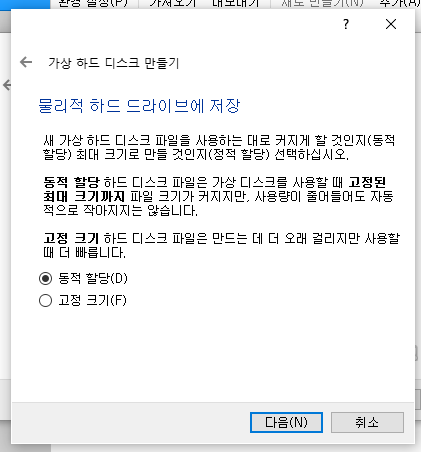 환경 설정(P) 가져오기 내보내기 새로 만들기(N) 추가(A)
?
가상 하드 디스크 만들기
물리적 하드 드라이브에 저장
새 가상 하드 디스크 파일을 사용하는 대로 커지게 할 것인지(동적
할당) 최대 크기로 만들 것인지(정적 할당) 선택하십시오.
동적 할당 하드 디스크 파일은 가상 디스크를 사용할 때 고정된
최대 크기까지 파일 크기가 커지지만, 사용량이 줄어들어도 자동
적으로 작아지지는 않습니다.
고정 크기 하드 디스크 파일은 만드는 데 더 오래 걸리지만 사용할
때 더 빠릅니다.
동적 할당(D)
고정 크기(F)
다음(N) 취소